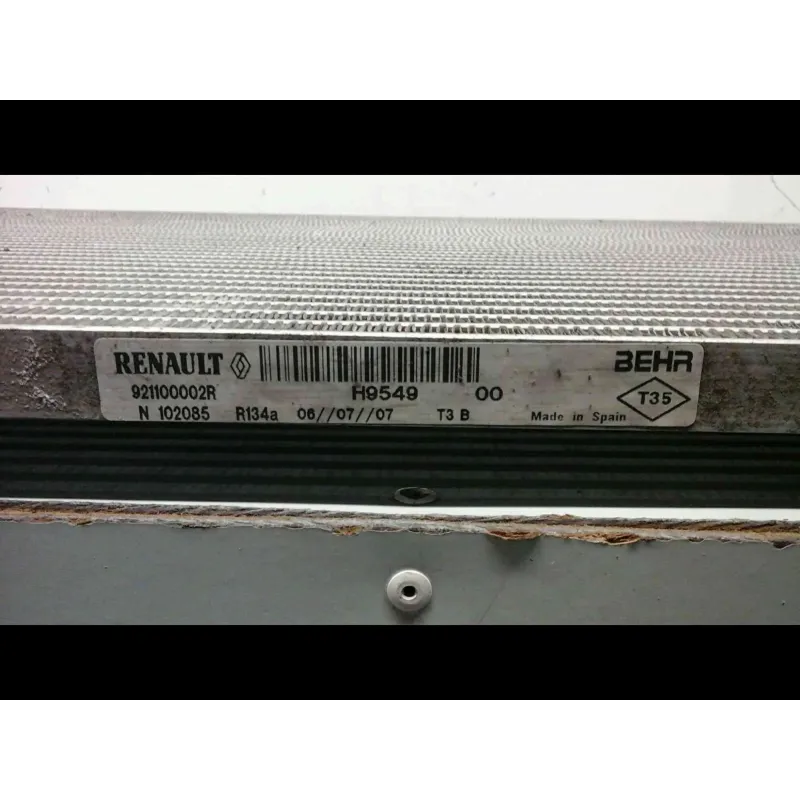 RENAULT BEHR
921100002R H9549 00 T35
N 102085 R134a 06//07//07 T3 B Made in Spain